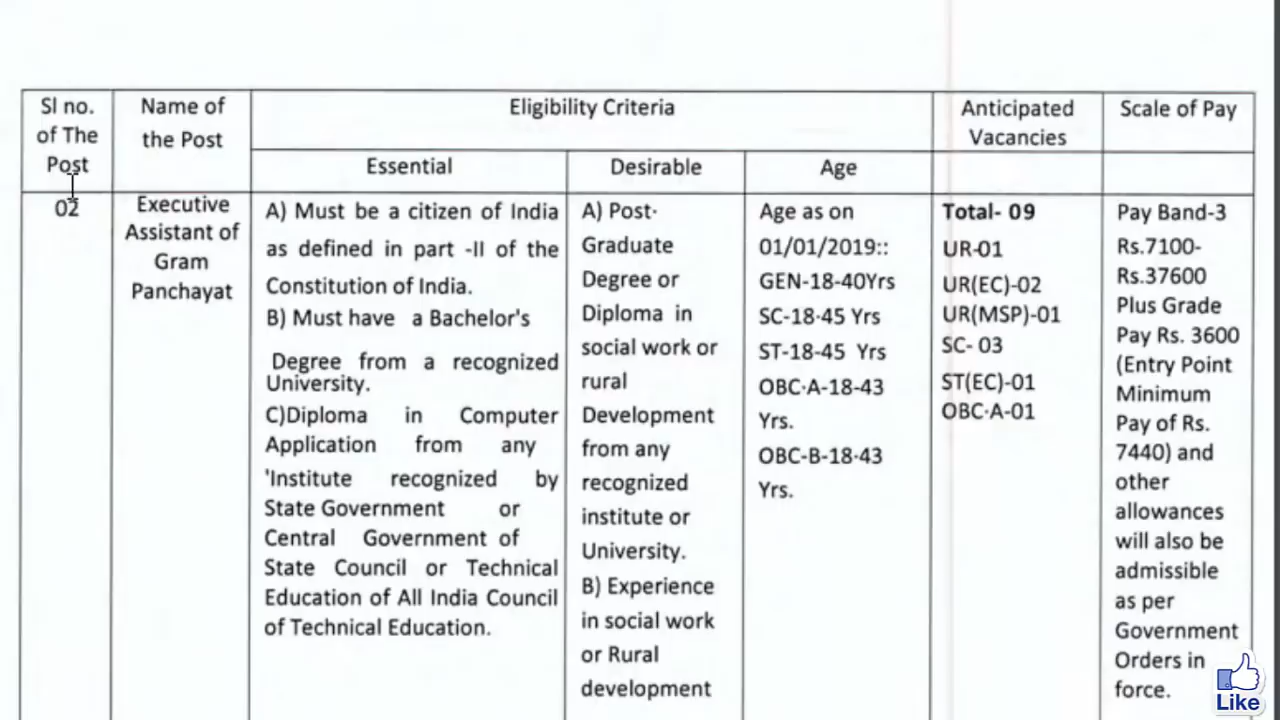 Sl no.
of The
Post
Name of
the Post
Eligibility Criteria
Anticipated
Vacancies
Scale of Pay
Essential
Desirable
Age
02
Executive
Assistant of
Gram
Panchayat
A) Must be a citizen of India
as defined in part -II of the
Constitution of India.
B) Must have a Bachelor's
Degree from a recognized
University.
C)Diploma in Computer
Application from any
'Institute recognized by
State Government or
Central Government of
State Council or Technical
Education of All India Council
of Technical Education.
A) Post-
Graduate
Degree or
Diploma in
social work or
rural
Development
from any
recognized
institute or
University.
B) Experience
in social work
or Rural
development
Age as on
01/01/2019::
GEN-18-40Yrs
SC-18-45 Yrs
ST-18-45 Yrs
OBC-A-18-43
Yrs.
OBC-B-18-43
Yrs.
Total- 09
UR-01
UR(EC)-02
UR(MSP)-01
SC- 03
ST(EC)-01
OBC-A-01
Pay Band-3
Rs.7100-
Rs.37600
Plus Grade
Pay Rs. 3600
(Entry Point
Minimum
Pay of Rs.
7440) and
other
allowances
will also be
admissible
as per
Government
Orders in
force.
Like